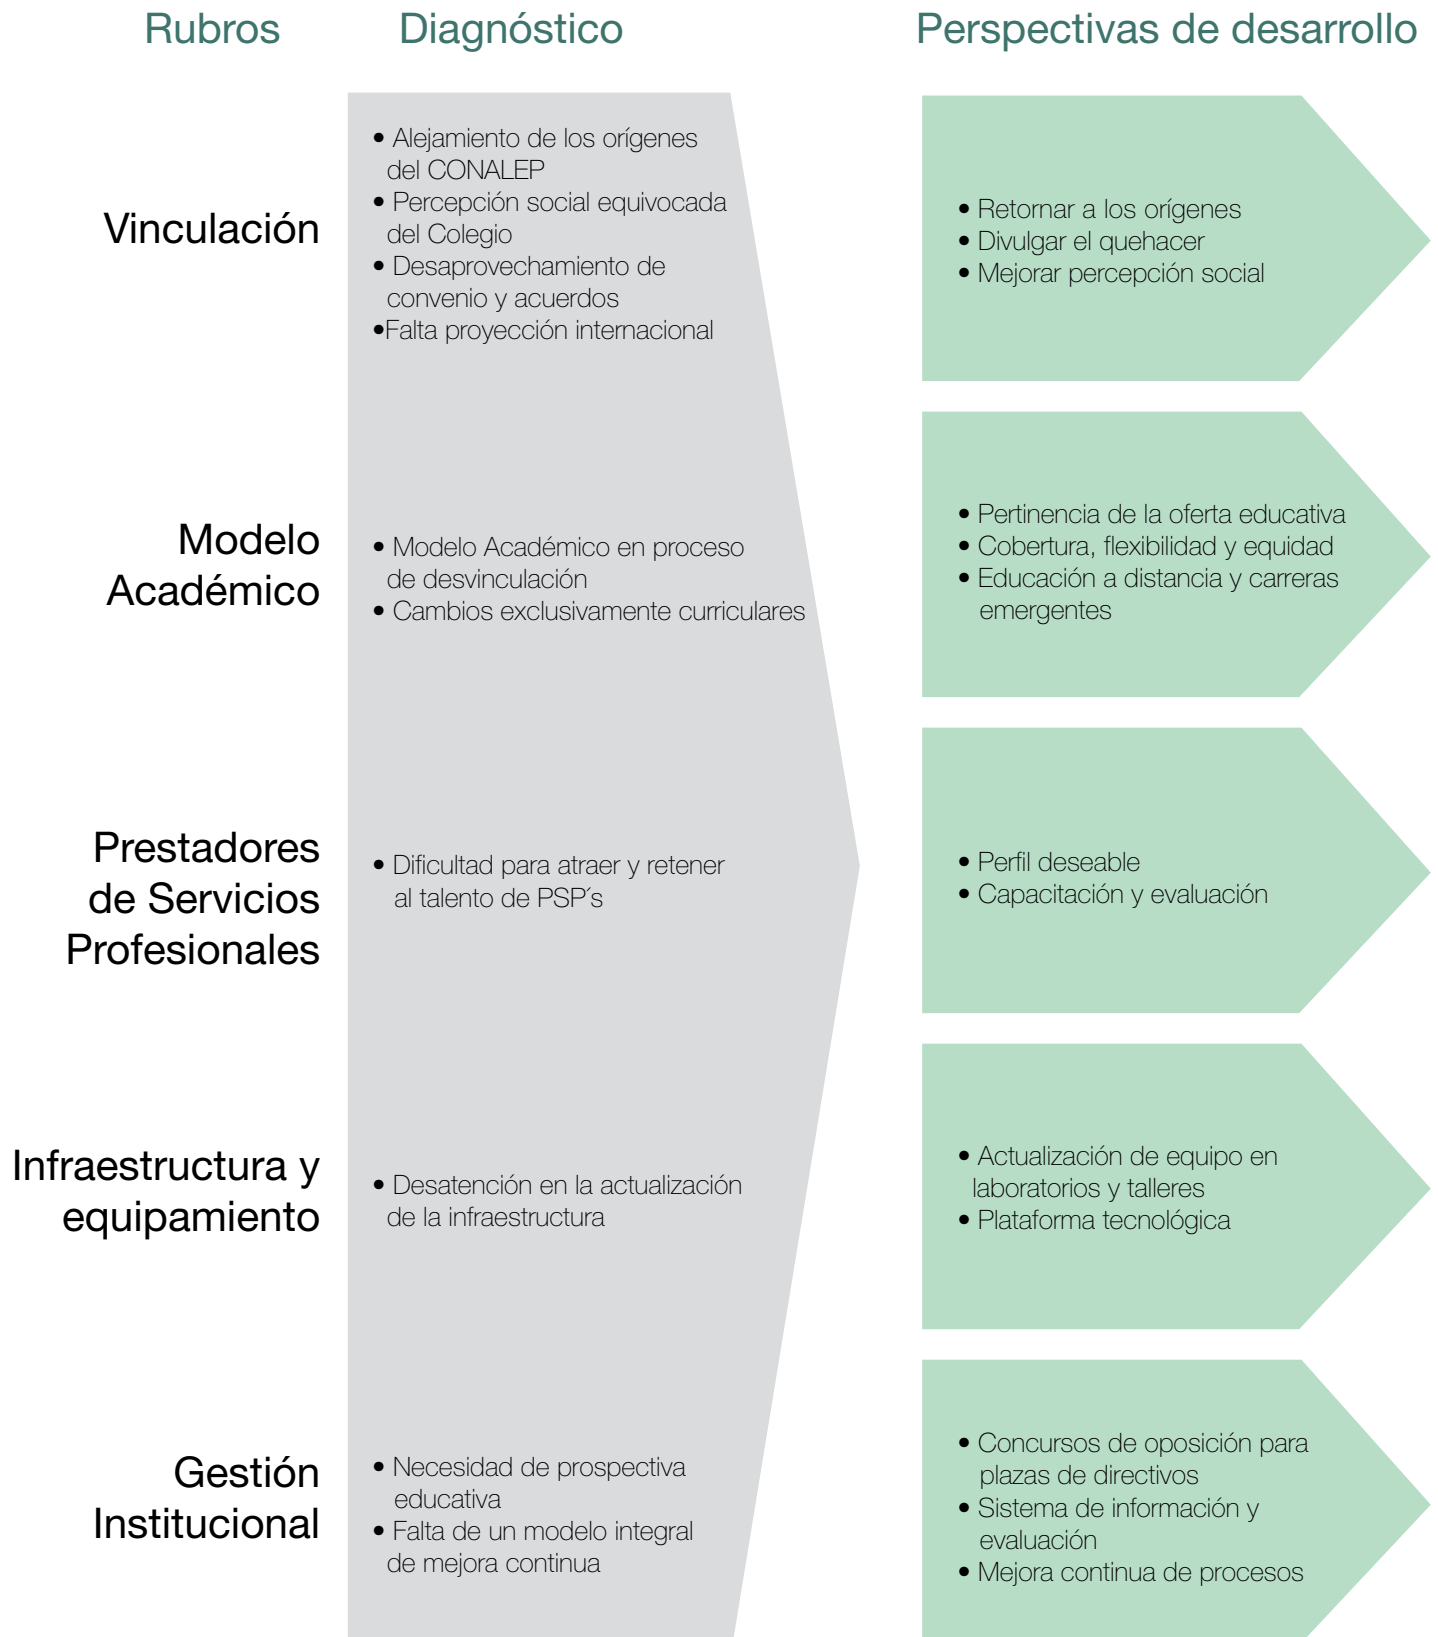 Rubros
Diagnóstico
Perspectivas de desarrollo
Vinculación
• Alejamiento de los orígenes
del CONALEP
• Percepción social equivocada
del Colegio
• Desaprovechamiento de
convenio y acuerdos
•Falta proyección internacional
• Retornar a los orígenes
• Divulgar el quehacer
• Mejorar percepción social
Modelo
Académico
• Modelo Académico en proceso
de desvinculación
• Cambios exclusivamente curriculares
• Pertinencia de la oferta educativa
• Cobertura, flexibilidad y equidad
• Educación a distancia y carreras
emergentes
Prestadores
de Servicios
Profesionales
• Dificultad para atraer y retener
al talento de PSP´s
• Perfil deseable
• Capacitación y evaluación
Infraestructura y
equipamiento
• Desatención en la actualización
de la infraestructura
• Actualización de equipo en
laboratorios y talleres
• Plataforma tecnológica
Gestión
Institucional
• Necesidad de prospectiva
educativa
• Falta de un modelo integral
de mejora continua
• Concursos de oposición para
plazas de directivos
• Sistema de información y
evaluación
• Mejora continua de procesos